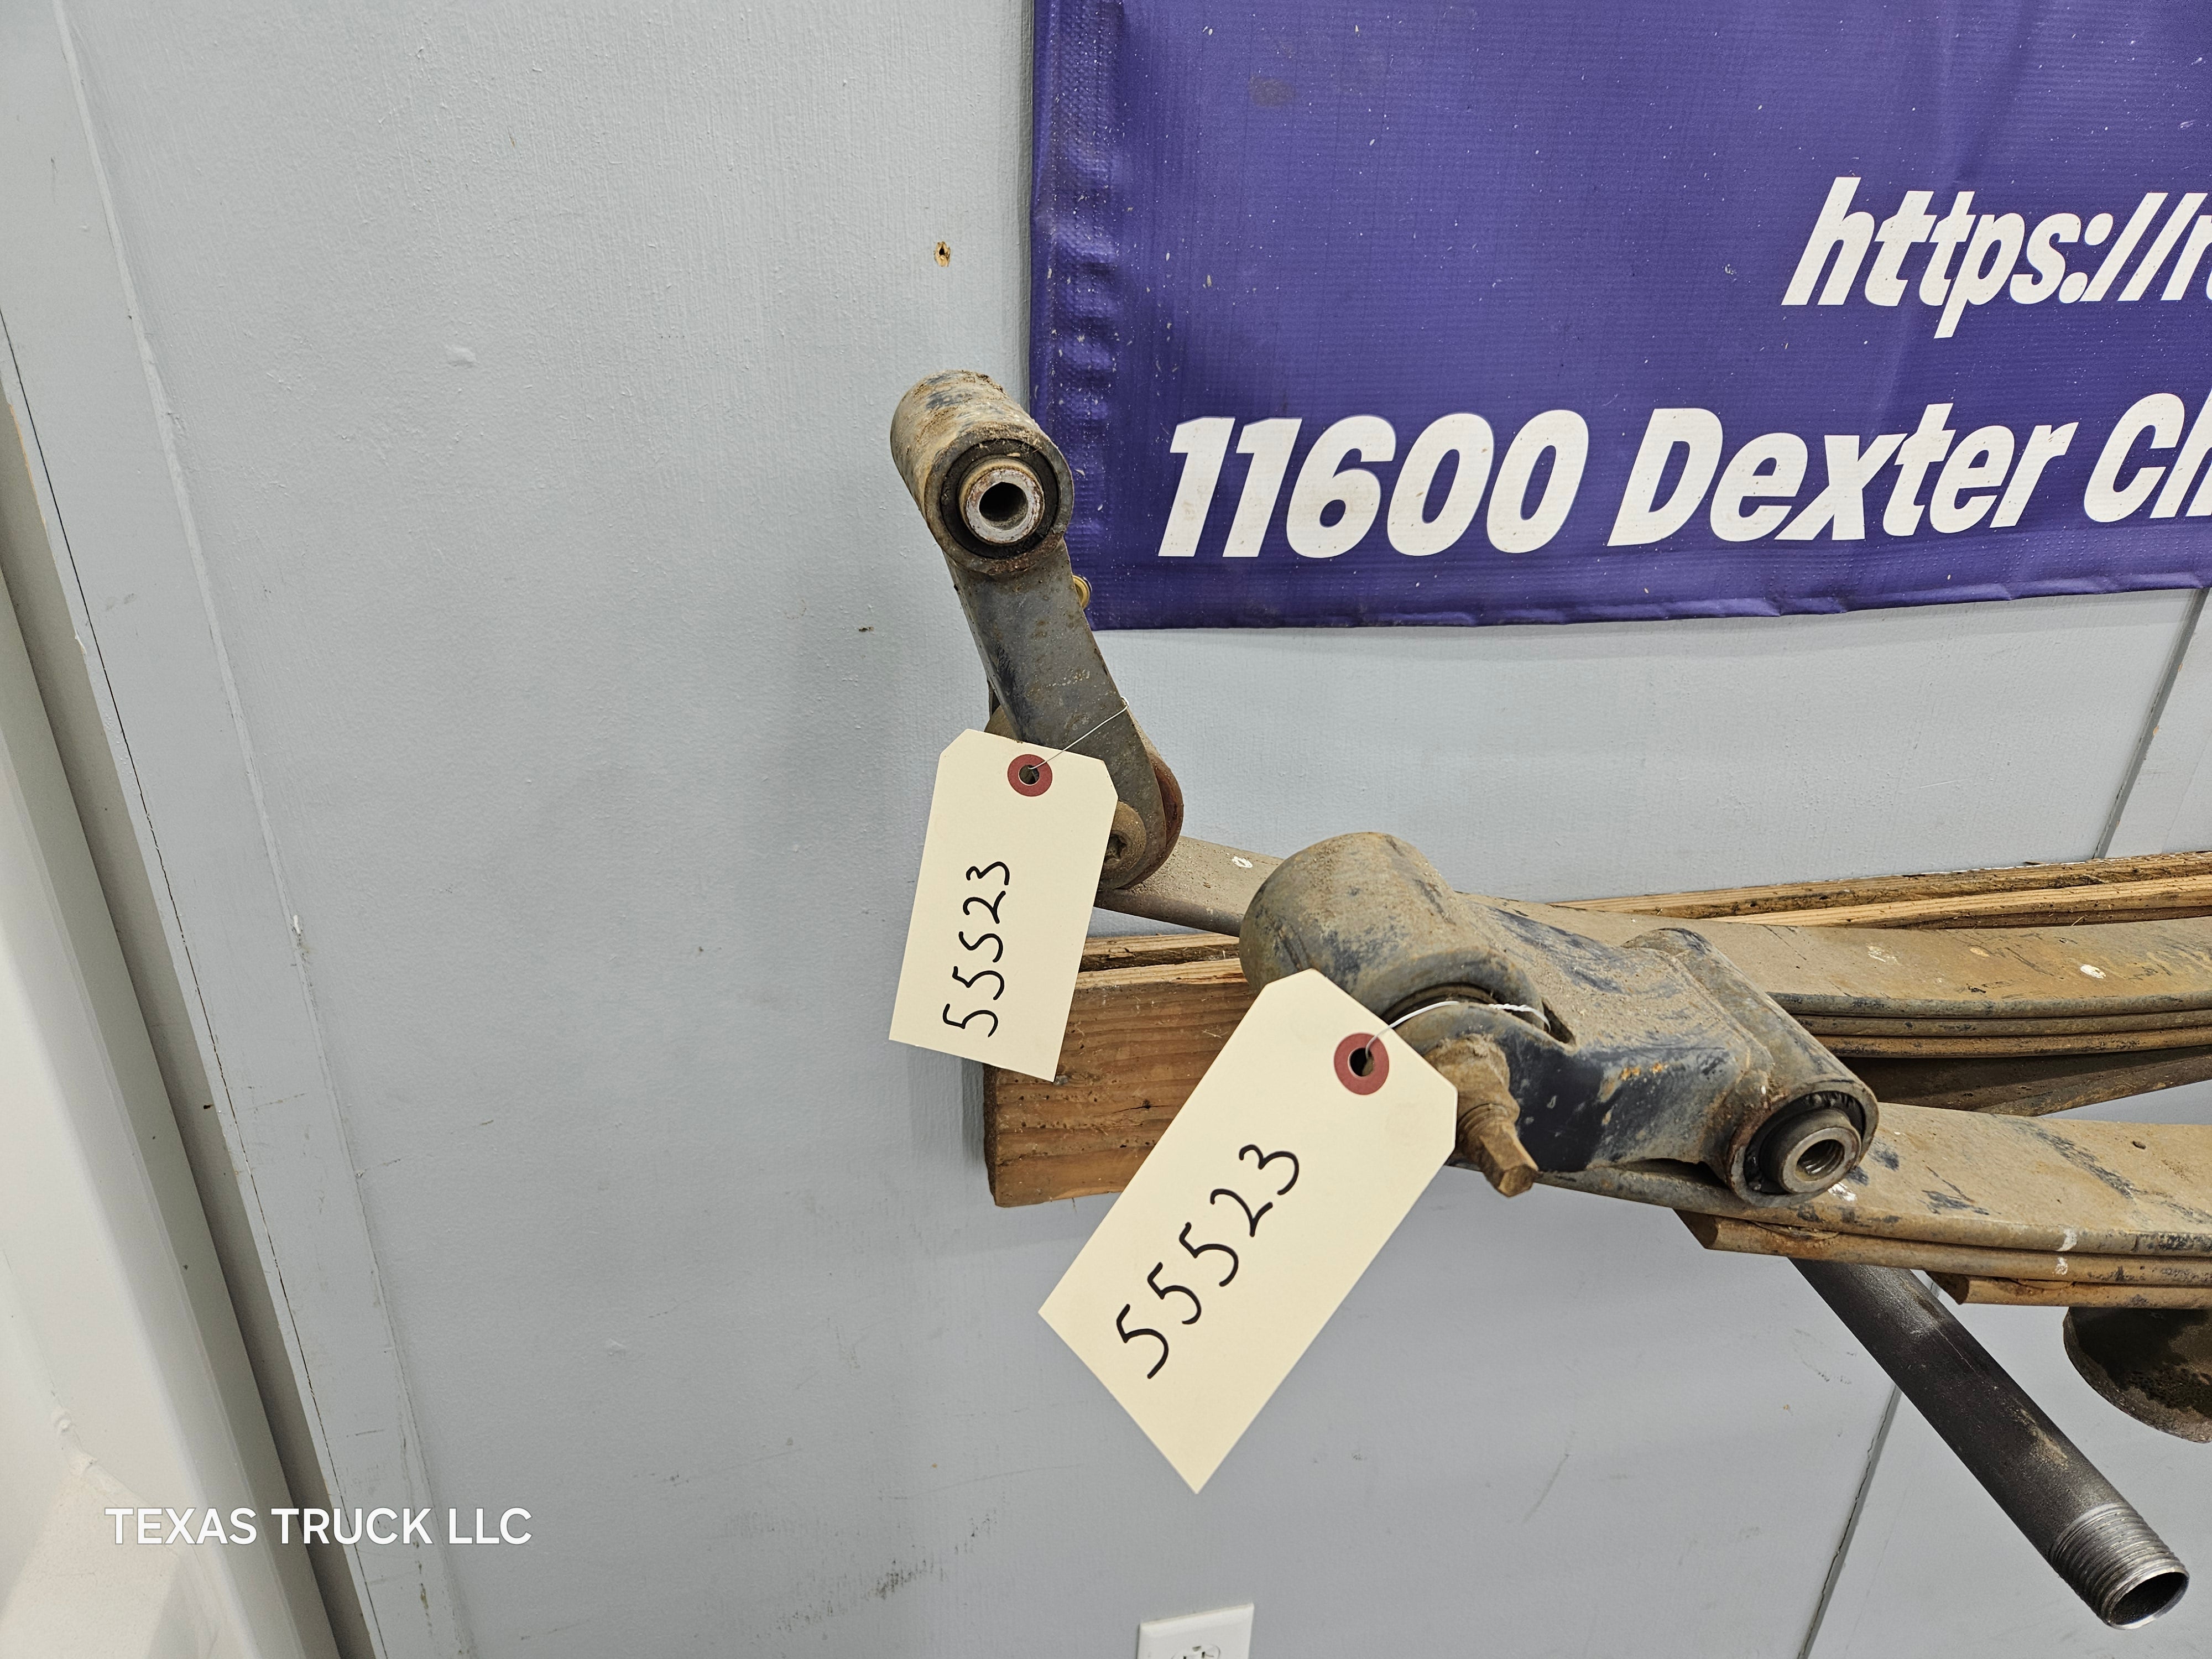 https://
11600 Dexter
55523
55523
TEXAS TRUCK LLC